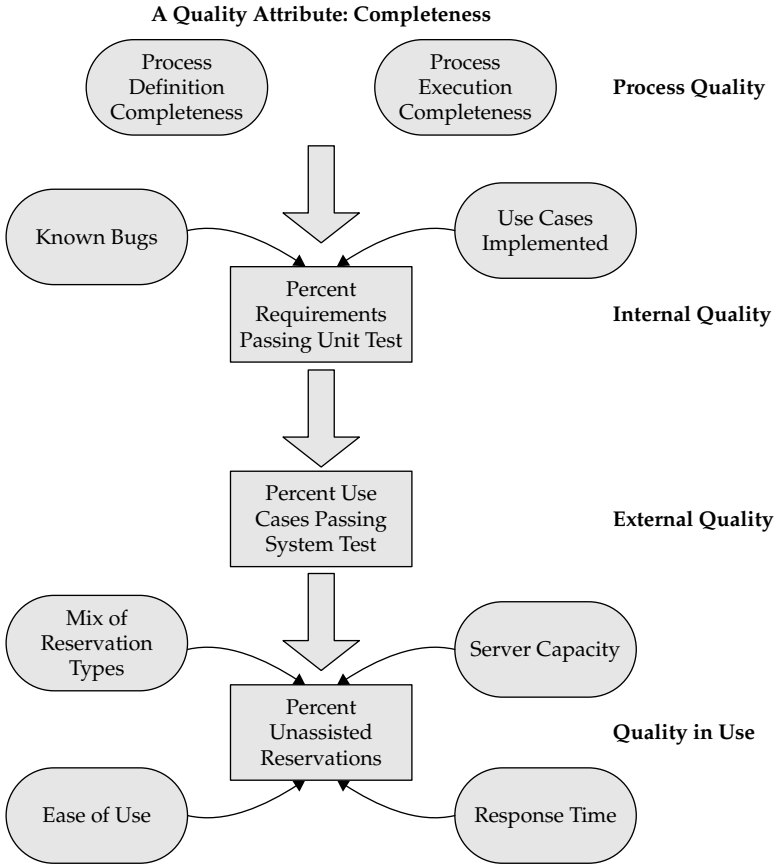 A Quality Attribute: Completeness
Process
Definition
Completeness
Process
Execution
Completeness
Process Quality
Known Bugs
Use Cases
Implemented
Percent
Requirements
Passing Unit Test
Internal Quality
Percent Use
Cases Passing
System Test
External Quality
Mix of
Reservation
Types
Server Capacity
Percent
Unassisted
Reservations
Quality in Use
Ease of Use
Response Time